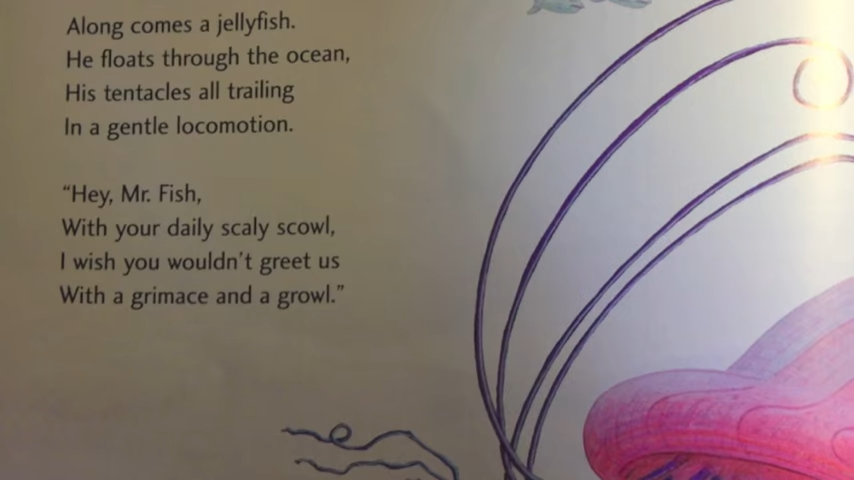 Along comes a jellyfish.
He floats through the ocean,
His tentacles all trailing
In a gentle locomotion.
“Hey, Mr. Fish,
With your daily scaly scowl,
I wish you wouldn’t greet us
With a grimace and a growl.”